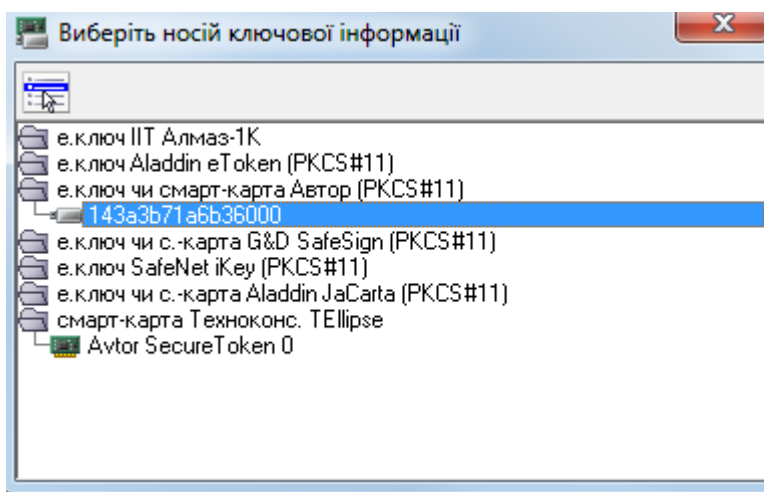 Виберіть носій ключової інформації
е.ключ ІІТ Алмаз-1К
е.ключ Aladdin eToken (PKCS#11)
е.ключ чи смарт-карта Автор (PKCS#11)
143a3b71a6b36000
е.ключ чи с.-карта G&D SafeSign (PKCS#11)
е.ключ SafeNet iKey (PKCS#11)
е.ключ чи с.-карта Aladdin JaCarta (PKCS#11)
смарт-карта Техноконс. TEllipse
Avtor SecureToken 0